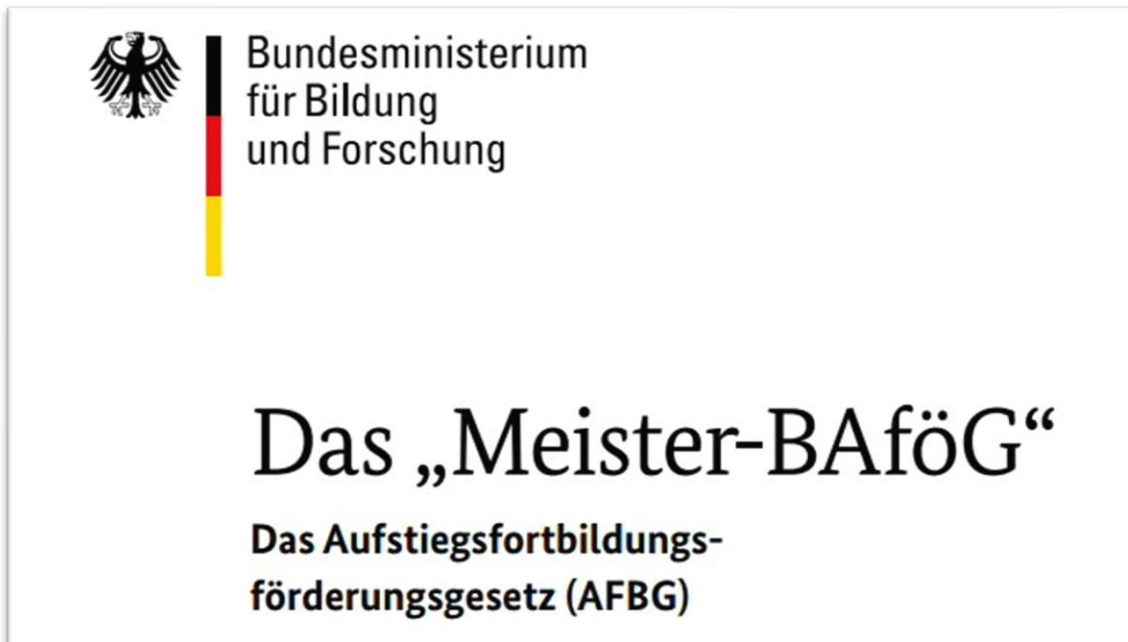 Bundesministerium
für Bildung
und Forschung
Das „Meister-BAföG“
Das Aufstiegsfortbildungs-
förderungsgesetz (AFBG)